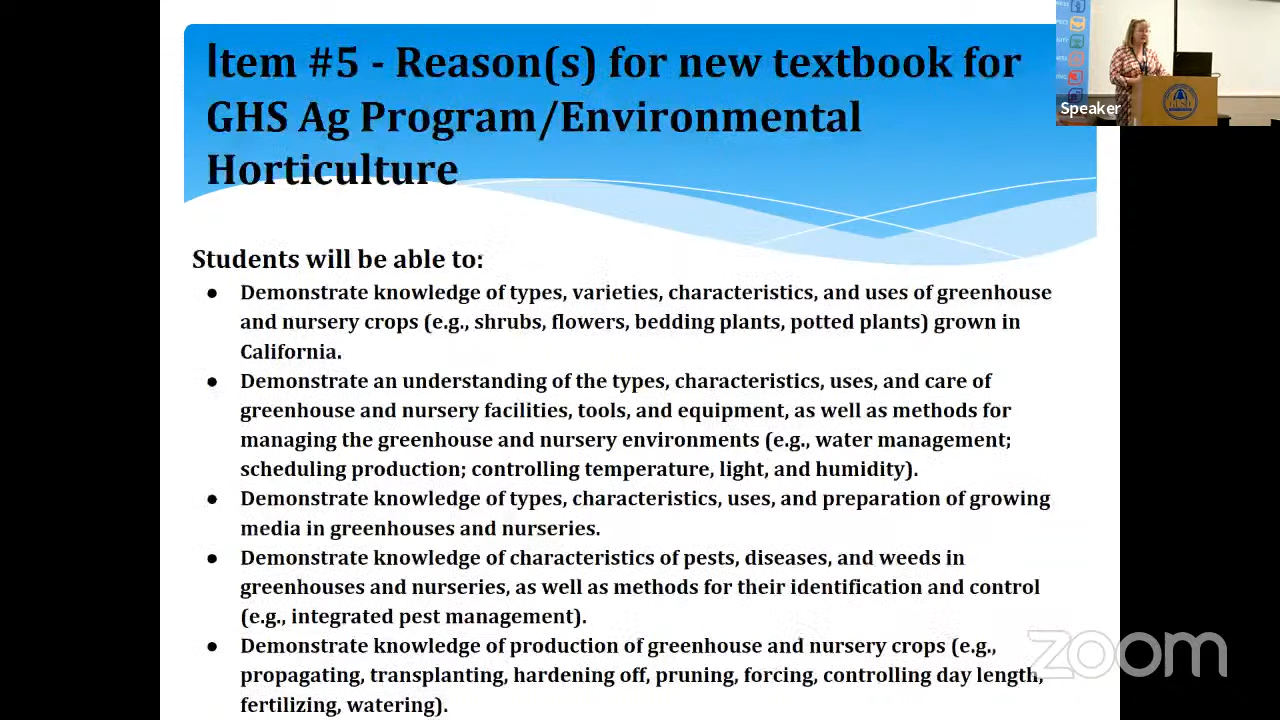 Item #5 - Reason(s) for new textbook for
GHS Ag Program/Environmental
Horticulture
Speaker
Students will be able to:
● Demonstrate knowledge of types, varieties, characteristics, and uses of greenhouse
and nursery crops (e.g., shrubs, flowers, bedding plants, potted plants) grown in
California.
● Demonstrate an understanding of the types, characteristics, uses, and care of
greenhouse and nursery facilities, tools, and equipment, as well as methods for
managing the greenhouse and nursery environments (e.g., water management;
scheduling production; controlling temperature, light, and humidity).
● Demonstrate knowledge of types, characteristics, uses, and preparation of growing
media in greenhouses and nurseries.
● Demonstrate knowledge of characteristics of pests, diseases, and weeds in
greenhouses and nurseries, as well as methods for their identification and control
(e.g., integrated pest management).
● Demonstrate knowledge of production of greenhouse and nursery crops (e.g.,
propagating, transplanting, hardening off, pruning, forcing, controlling day length,
fertilizing, watering).
zoom